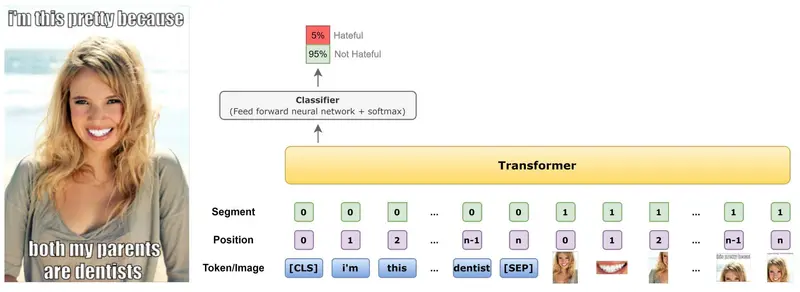 i'm this pretty because
both my parents
are dentists
5% Hateful
95% Not Hateful
Classifier
(Feed forward neural network + softmax)
Transformer
Segment 0 0 0 ... 0 0 1 1 1 ... 1 1
Position 0 1 2 ... n-1 n 0 1 2 ... n-1 n
Token/Image [CLS] i'm this ... dentist [SEP] ...